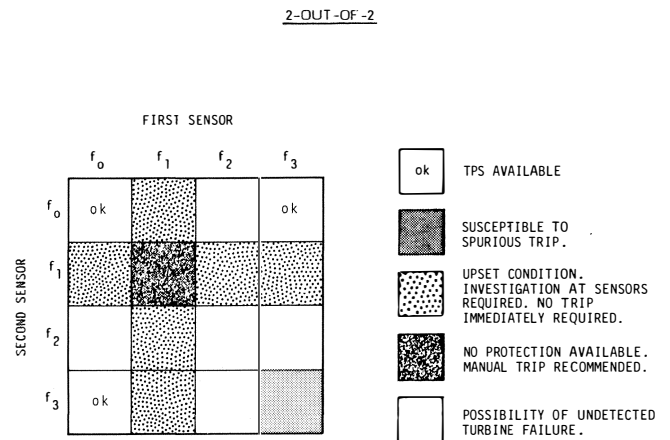 2-OUT-OF-2
FIRST SENSOR
f0 f1 f2 f3
SECOND SENSOR
f0 ok ok
f1
f2
f3 ok
ok TPS AVAILABLE
SUSCEPTIBLE TO
SPURIOUS TRIP.
UPSET CONDITION.
INVESTIGATION AT SENSORS
REQUIRED. NO TRIP
IMMEDIATELY REQUIRED.
NO PROTECTION AVAILABLE.
MANUAL TRIP RECOMMENDED.
POSSIBILITY OF UNDETECTED
TURBINE FAILURE.